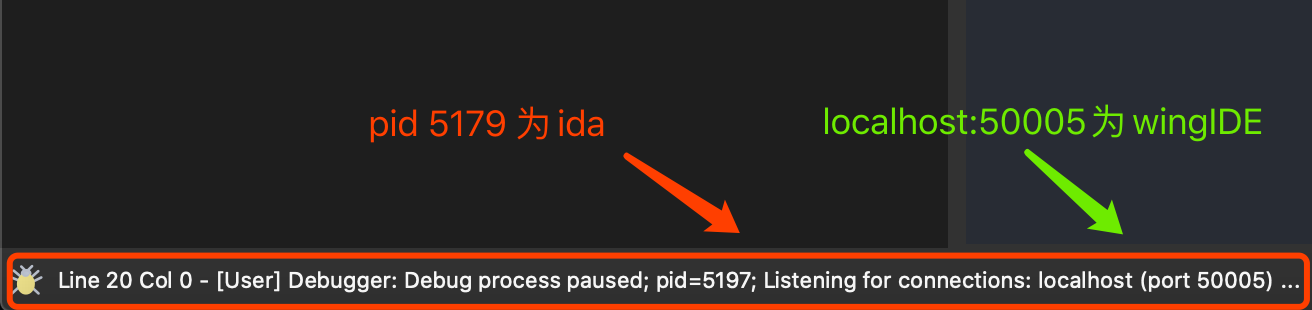 pid 5179 为 ida
localhost:50005为 wingIDE
Line 20 Col 0 - [User] Debugger: Debug process paused; pid=5197; Listening for connections: localhost (port 50005) ...